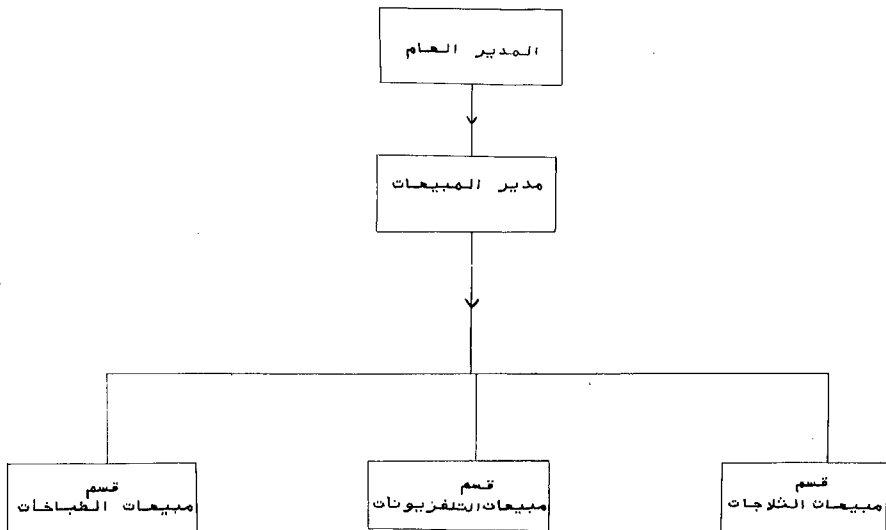 المدير العام
مدير المبيعات
قسم
مبيعات الثلاجات
قسم
مبيعات التلفزيونات
قسم
مبيعات الطباخات